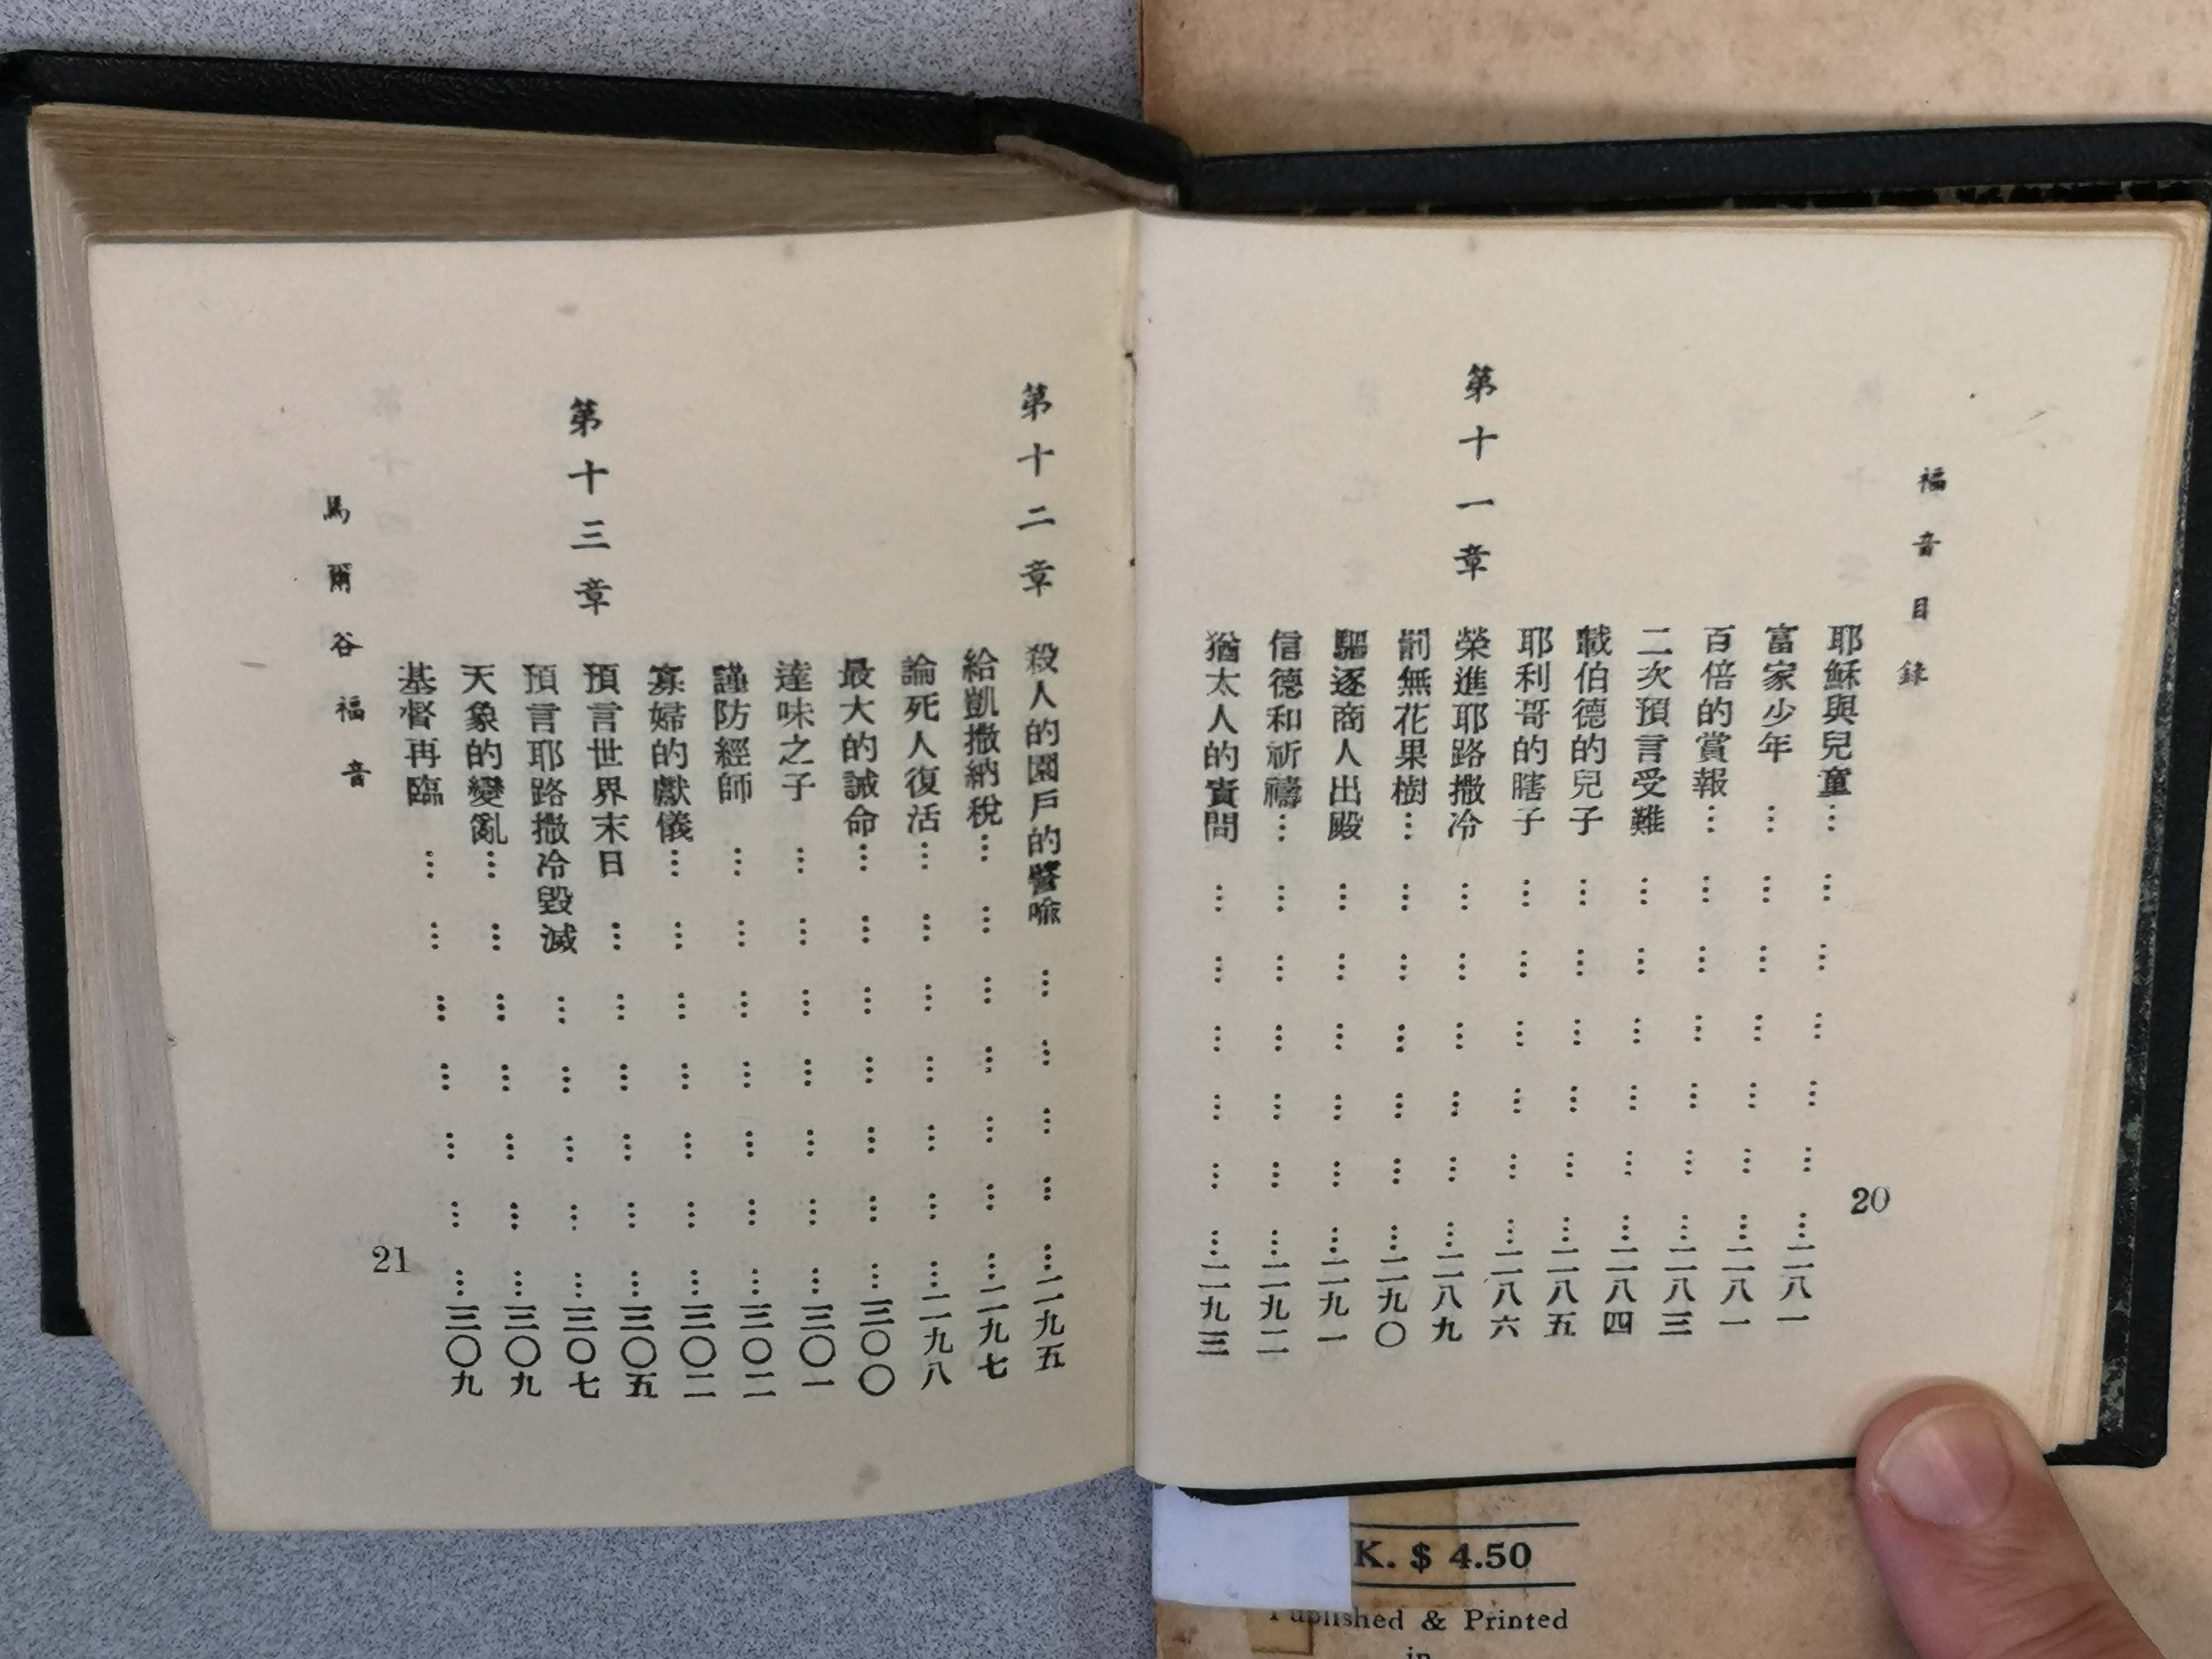 福音目錄
耶穌與兒童…………………二八一
富家少年…………………二八一
百倍的賞報…………………二八三
二次預言受難…………………二八四
載伯德的兒子…………………二八五
耶利哥的瞎子…………………二八六
第十一章
榮進耶路撒冷…………………二八九
罰無花果樹…………………二九〇
驅逐商人出殿…………………二九一
信德和祈禱…………………二九二
猶太人的責問…………………二九三
20
第十二章
殺人的園戶的譬喻…………………二九五
給凱撒納稅…………………二九七
論死人復活…………………二九八
最大的誡命…………………三〇〇
達味之子…………………三〇一
謹防經師…………………三〇二
寡婦的獻儀…………………三〇二
第十三章
預言世界末日…………………三〇五
預言耶路撒冷毀滅…………………三〇七
天象的變亂…………………三〇九
基督再臨…………………三〇九
馬爾谷福音
21
K. $ 4.50
Published & Printed
in